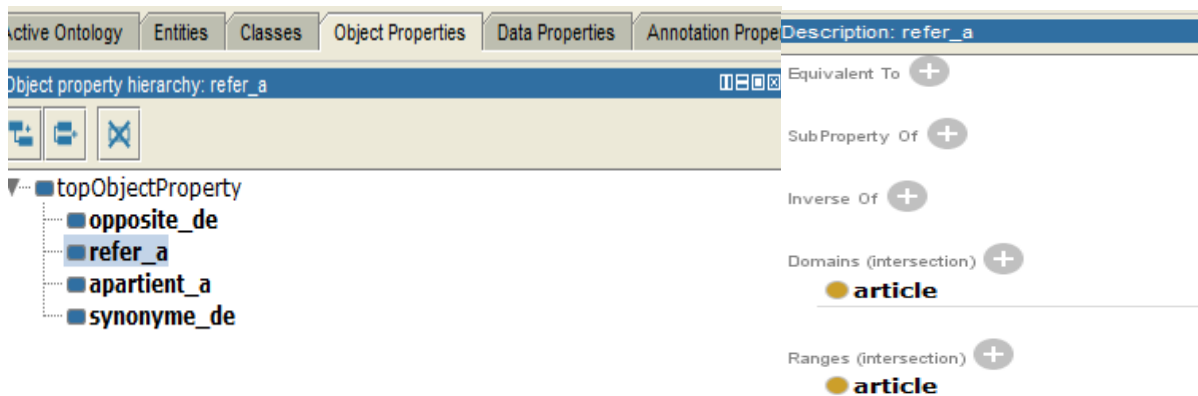 Active Ontology Entities Classes Object Properties Data Properties Annotation Prope
Object property hierarchy: refer_a
topObjectProperty
opposite_de
refer_a
apartient_a
synonyme_de
Description: refer_a
Equivalent To
SubProperty Of
Inverse Of
Domains (intersection)
article
Ranges (intersection)
article